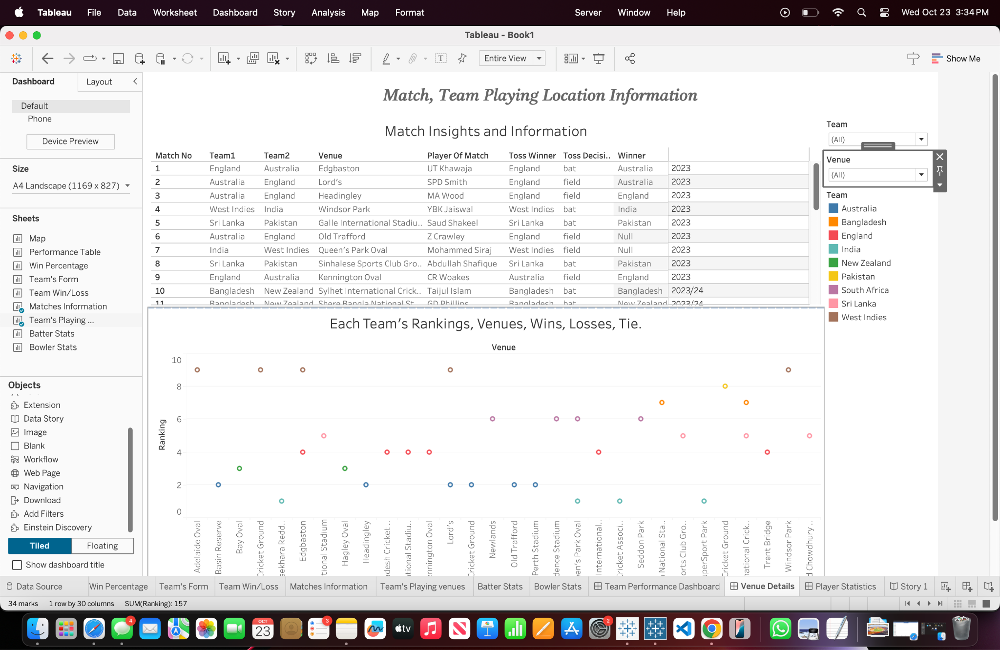 Tableau File Data Worksheet Dashboard Story Analysis Map Format Server Window Help Wed Oct 23 3:34 PM
Tableau - Book1
Entire View Show Me
Dashboard Layout
Default
Phone
Device Preview
Size
A4 Landscape (1169 x 827)
Sheets
Map
Performance Table
Win Percentage
Team's Form
Team Win/Loss
Matches Information
Team's Playing ...
Batter Stats
Bowler Stats
Objects
Extension
Data Story
Image
Blank
Workflow
Web Page
Navigation
Download
Add Filters
Einstein Discovery
Tiled Floating
Show dashboard title
Match, Team Playing Location Information
Match Insights and Information
Match No Team1 Team2 Venue Player Of Match Toss Winner Toss Decisi.. Winner
1 England Australia Edgbaston UT Khawaja England bat Australia 2023
2 Australia England Lord's SPD Smith England field Australia 2023
3 Australia England Headingley MA Wood England field England 2023
4 West Indies India Windsor Park YBK Jaiswal West Indies bat India 2023
5 Sri Lanka Pakistan Galle International Stadiu.. Saud Shakeel Sri Lanka bat Pakistan 2023
6 Australia England Old Trafford Z Crawley England field Null 2023
7 India West Indies Queen's Park Oval Mohammed Siraj West Indies field Null 2023
8 Sri Lanka Pakistan Sinhalese Sports Club Gro.. Abdullah Shafique Sri Lanka bat Pakistan 2023
9 England Australia Kennington Oval CR Woakes Australia field England 2023
10 Bangladesh New Zealand Sylhet International Crick.. Taijul Islam Bangladesh bat Bangladesh 2023/24
11 Bangladesh New Zealand Shere Bangla National St.. GD Phillips Bangladesh bat New Zealand 2023/24
Team
(All)
Venue
(All)
Team
Australia
Bangladesh
England
India
New Zealand
Pakistan
South Africa
Sri Lanka
West Indies
Each Team's Rankings, Venues, Wins, Losses, Tie.
Venue
Ranking
10
8
6
4
2
0
Adelaide Oval
Basin Reserve
Bay Oval
Cricket Ground
sekhara Redd..
Edgbaston
tional Stadium
Hagley Oval
Headingley
desh Cricket ..
tional Stadiu..
ennington Oval
Lord's
Cricket Ground
Newlands
Old Trafford
Perth Stadium
dence Stadium
en's Park Oval
International..
ricket Associ..
Seddon Park
National Sta..
orts Club Gro..
uperSport Park
ricket Ground
national Crick..
Trent Bridge
Windsor Park
d Chowdhury ..
Data Source Win Percentage Team's Form Team Win/Loss Matches Information Team's Playing venues Batter Stats Bowler Stats Team Performance Dashboard Venue Details Player Statistics Story 1
34 marks 1 row by 30 columns SUM(Ranking): 157
4
OCT
23
3
tv
2